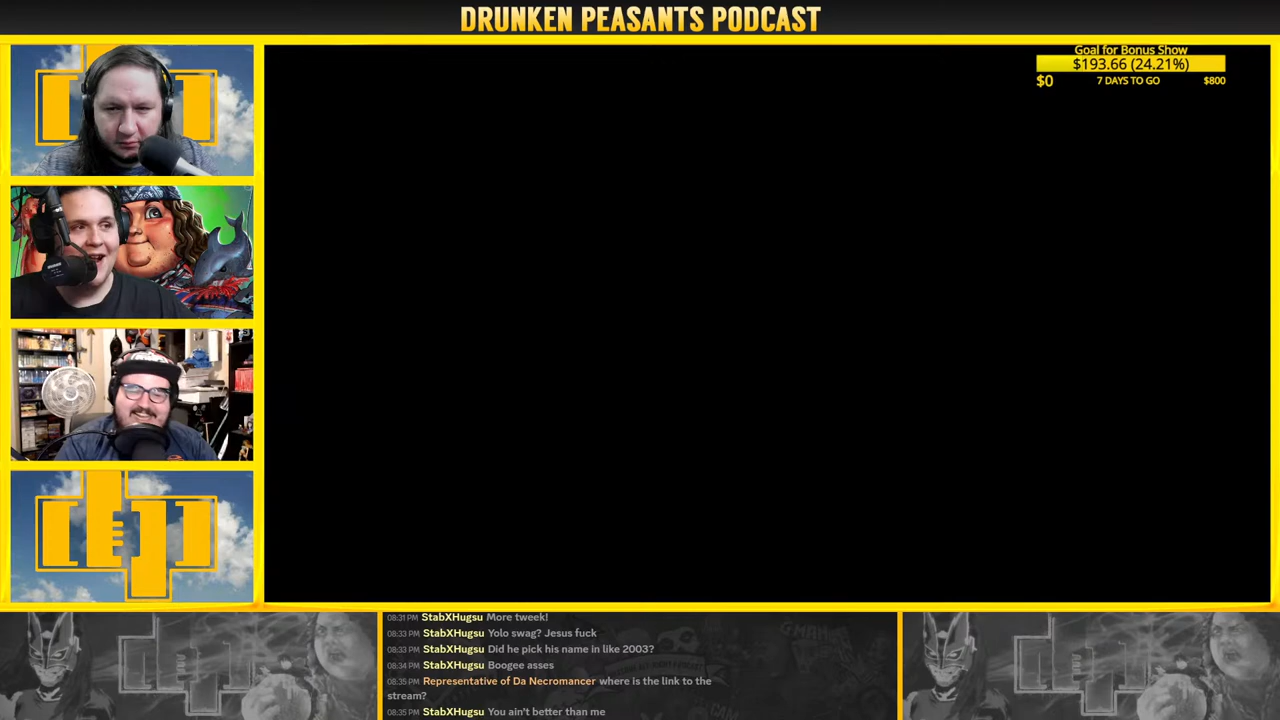 DRUNKEN PEASANTS PODCAST
Goal for Bonus Show
$193.66 (24.21%)
$0 7 DAYS TO GO $800
08:31 PM StabXHugsu More tweek!
08:33 PM StabXHugsu Yolo swag? Jesus fuck
08:33 PM StabXHugsu Did he pick his name in like 2003?
08:34 PM StabXHugsu Boogee asses
08:35 PM Representative of Da Necromancer where is the link to the
stream?
08:35 PM StabXHugsu You ain't better than me